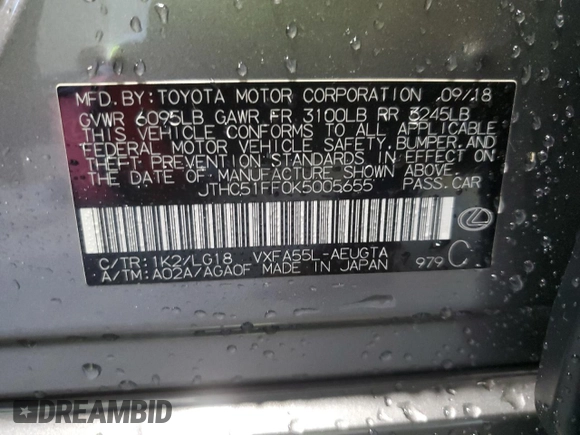 MFD. BY: TOYOTA MOTOR CORPORATION 09/18
GVWR 6095LB GAWR FR 3100LB RR 3245LB
THIS VEHICLE CONFORMS TO ALL APPLICABLE
FEDERAL MOTOR VEHICLE SAFETY, BUMPER, AND
THEFT PREVENTION STANDARDS IN EFFECT ON
THE DATE OF MANUFACTURE SHOWN ABOVE.
JTHC51FF0K5005655 PASS. CAR
C/TR: 1K2/LG18 VXFA55L-AEUGTA
A/TM: A02A/AGA0F MADE IN JAPAN 979 C
DREAMBID